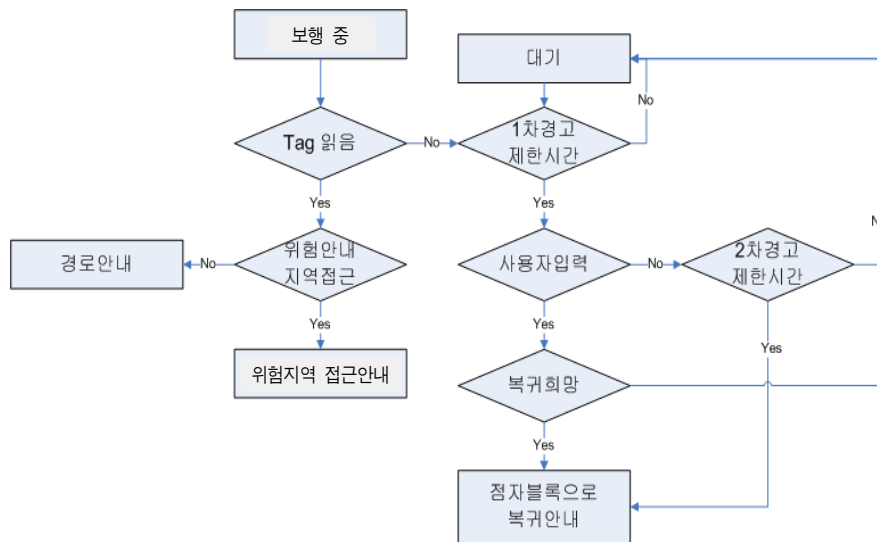 보행 중
대기
No
Tag 읽음
No
1차경고
제한시간
Yes
Yes
경로안내
No
위험안내
지역접근
사용자입력
No
2차경고
제한시간
Yes
Yes
Yes
위험지역 접근안내
복귀희망
Yes
점자블록으로
복귀안내